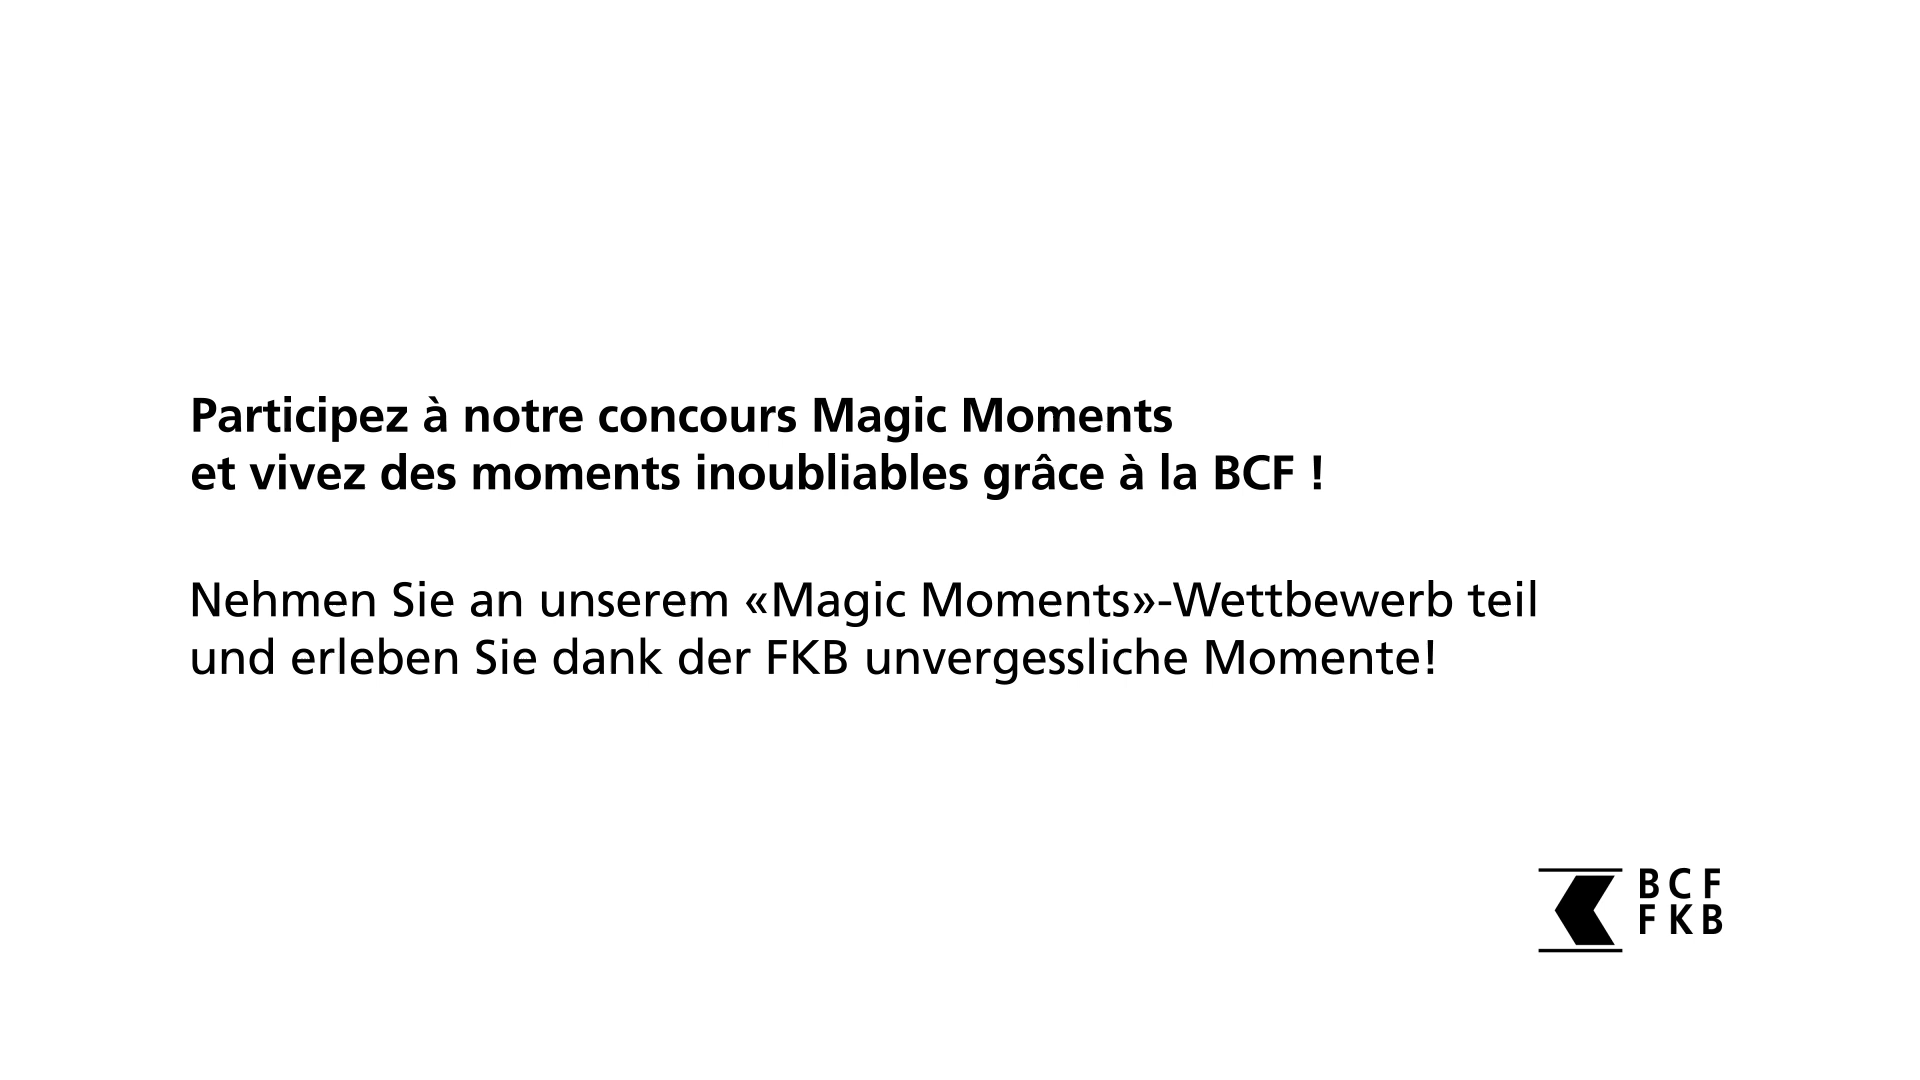 Participez à notre concours Magic Moments
et vivez des moments inoubliables grâce à la BCF !
Nehmen Sie an unserem «Magic Moments»-Wettbewerb teil
und erleben Sie dank der FKB unvergessliche Momente!
BCF
FKB